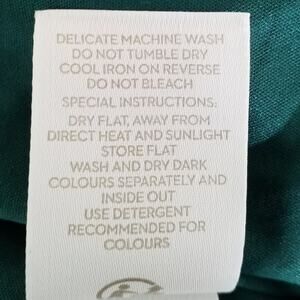 DELICATE MACHINE WASH
DO NOT TUMBLE DRY
COOL IRON ON REVERSE
DO NOT BLEACH
SPECIAL INSTRUCTIONS:
DRY FLAT, AWAY FROM
DIRECT HEAT AND SUNLIGHT
STORE FLAT
WASH AND DRY DARK
COLOURS SEPARATELY AND
INSIDE OUT
USE DETERGENT
RECOMMENDED FOR
COLOURS